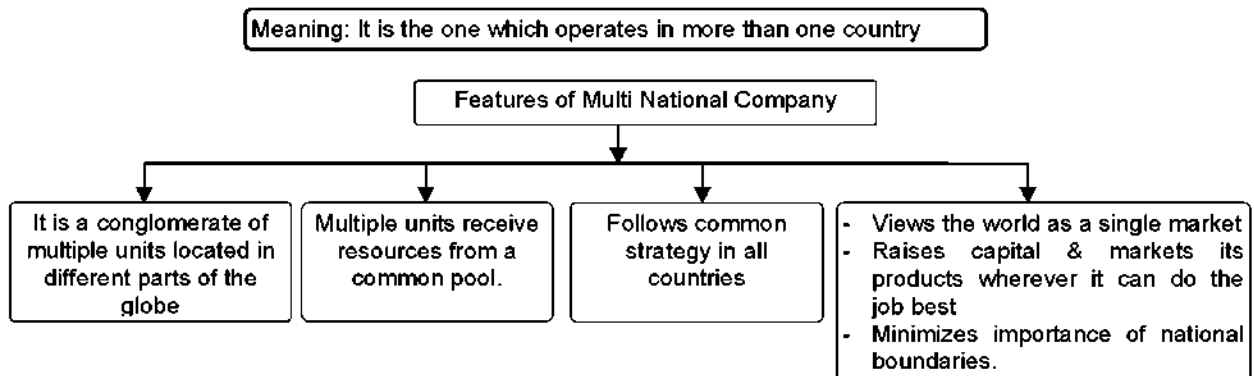 Meaning: It is the one which operates in more than one country
Features of Multi National Company
It is a conglomerate of
multiple units located in
different parts of the
globe
Multiple units receive
resources from a
common pool.
Follows common
strategy in all
countries
- Views the world as a single market
- Raises capital & markets its
products wherever it can do the
job best
- Minimizes importance of national
boundaries.